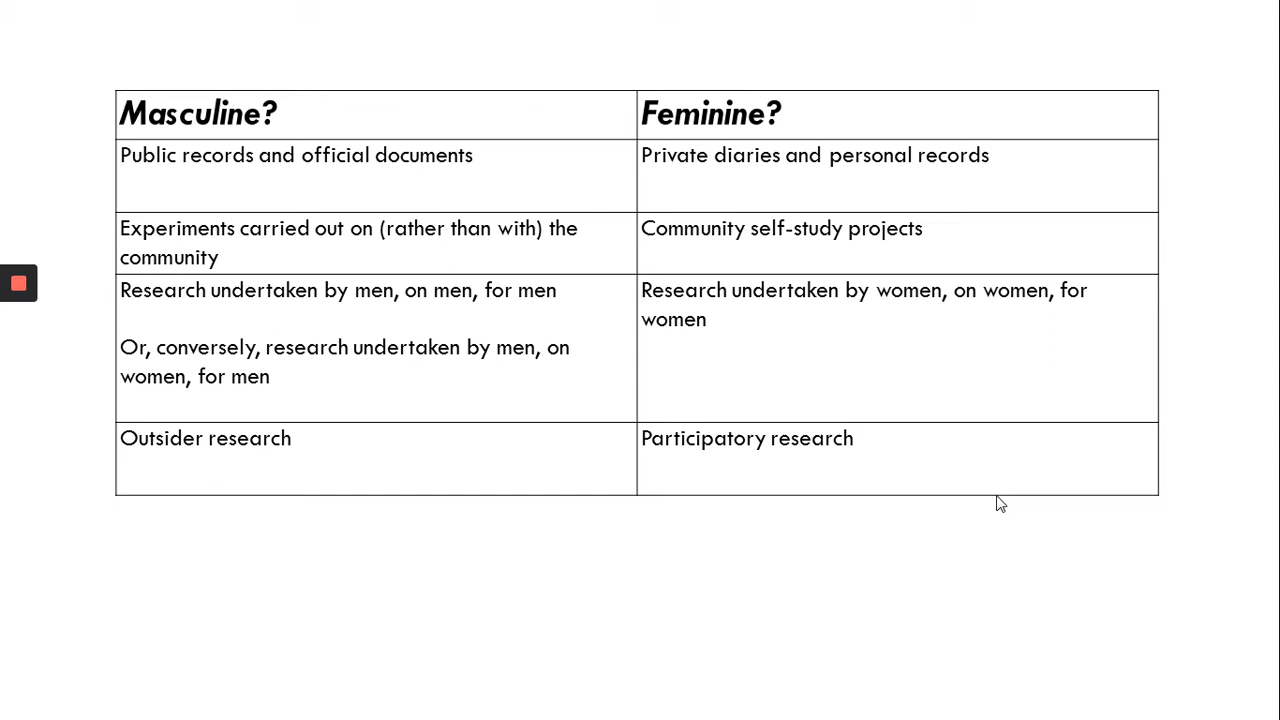 Masculine?
Feminine?
Public records and official documents
Private diaries and personal records
Experiments carried out on (rather than with) the
community
Community self-study projects
Research undertaken by men, on men, for men
Or, conversely, research undertaken by men, on
women, for men
Research undertaken by women, on women, for
women
Outsider research
Participatory research